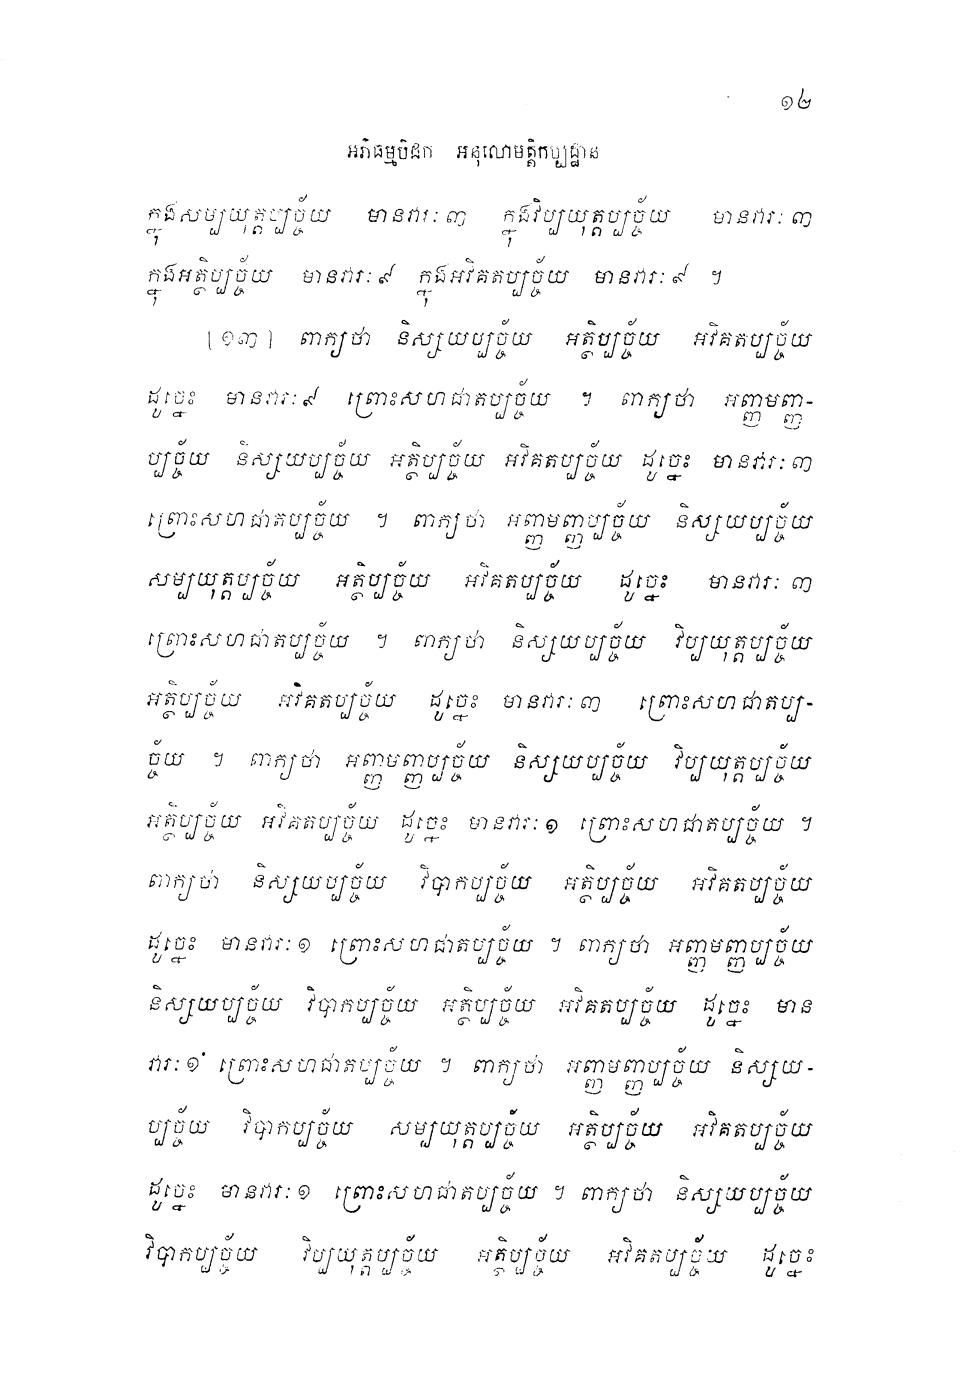 ១២
អភិធម្មបិដក អនុលោមត្តិកប្បដ្ឋាន
ក្នុងសម្បយុត្តប្បច្ច័យ មានវារៈ ៣ ក្នុងវិប្បយុត្តប្បច្ច័យ មានវារៈ ៣
ក្នុងអត្ថិប្បច្ច័យ មានវារៈ ៩ ក្នុងអវិគតប្បច្ច័យ មានវារៈ ៩ ។
[១៣] ពាក្យថា និស្សយប្បច្ច័យ អត្ថិប្បច្ច័យ អវិគតប្បច្ច័យ
ដូច្នេះ មានវារៈ ៩ ព្រោះសហជាតប្បច្ច័យ ។ ពាក្យថា អញ្ញាមញ្ញ-
ប្បច្ច័យ និស្សយប្បច្ច័យ អត្ថិប្បច្ច័យ អវិគតប្បច្ច័យ ដូច្នេះ មានវារៈ ៣
ព្រោះសហជាតប្បច្ច័យ ។ ពាក្យថា អញ្ញាមញ្ញប្បច្ច័យ និស្សយប្បច្ច័យ
សម្បយុត្តប្បច្ច័យ អត្ថិប្បច្ច័យ អវិគតប្បច្ច័យ ដូច្នេះ មានវារៈ ៣
ព្រោះសហជាតប្បច្ច័យ ។ ពាក្យថា និស្សយប្បច្ច័យ វិប្បយុត្តប្បច្ច័យ
អត្ថិប្បច្ច័យ អវិគតប្បច្ច័យ ដូច្នេះ មានវារៈ ៣ ព្រោះសហជាតប្ប-
ច្ច័យ ។ ពាក្យថា អញ្ញាមញ្ញប្បច្ច័យ និស្សយប្បច្ច័យ វិប្បយុត្តប្បច្ច័យ
អត្ថិប្បច្ច័យ អវិគតប្បច្ច័យ ដូច្នេះ មានវារៈ ១ ព្រោះសហជាតប្បច្ច័យ ។
ពាក្យថា និស្សយប្បច្ច័យ វិបាកប្បច្ច័យ អត្ថិប្បច្ច័យ អវិគតប្បច្ច័យ
ដូច្នេះ មានវារៈ ១ ព្រោះសហជាតប្បច្ច័យ ។ ពាក្យថា អញ្ញាមញ្ញប្បច្ច័យ
និស្សយប្បច្ច័យ វិបាកប្បច្ច័យ អត្ថិប្បច្ច័យ អវិគតប្បច្ច័យ ដូច្នេះ មាន
វារៈ ១ ព្រោះសហជាតប្បច្ច័យ ។ ពាក្យថា អញ្ញាមញ្ញប្បច្ច័យ និស្សយ-
ប្បច្ច័យ វិបាកប្បច្ច័យ សម្បយុត្តប្បច្ច័យ អត្ថិប្បច្ច័យ អវិគតប្បច្ច័យ
ដូច្នេះ មានវារៈ ១ ព្រោះសហជាតប្បច្ច័យ ។ ពាក្យថា និស្សយប្បច្ច័យ
វិបាកប្បច្ច័យ វិប្បយុត្តប្បច្ច័យ អត្ថិប្បច្ច័យ អវិគតប្បច្ច័យ ដូច្នេះ